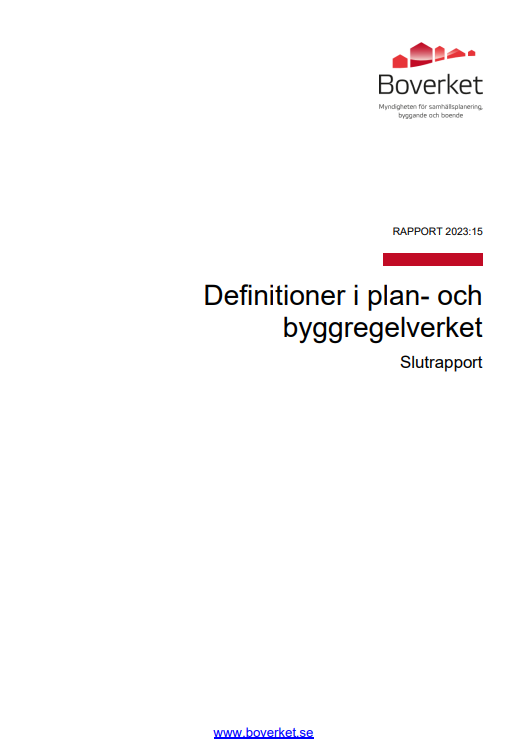 Boverket
Myndigheten för samhällsplanering,
byggande och boende
RAPPORT 2023:15
Definitioner i plan- och
byggregelverket
Slutrapport
www.boverket.se